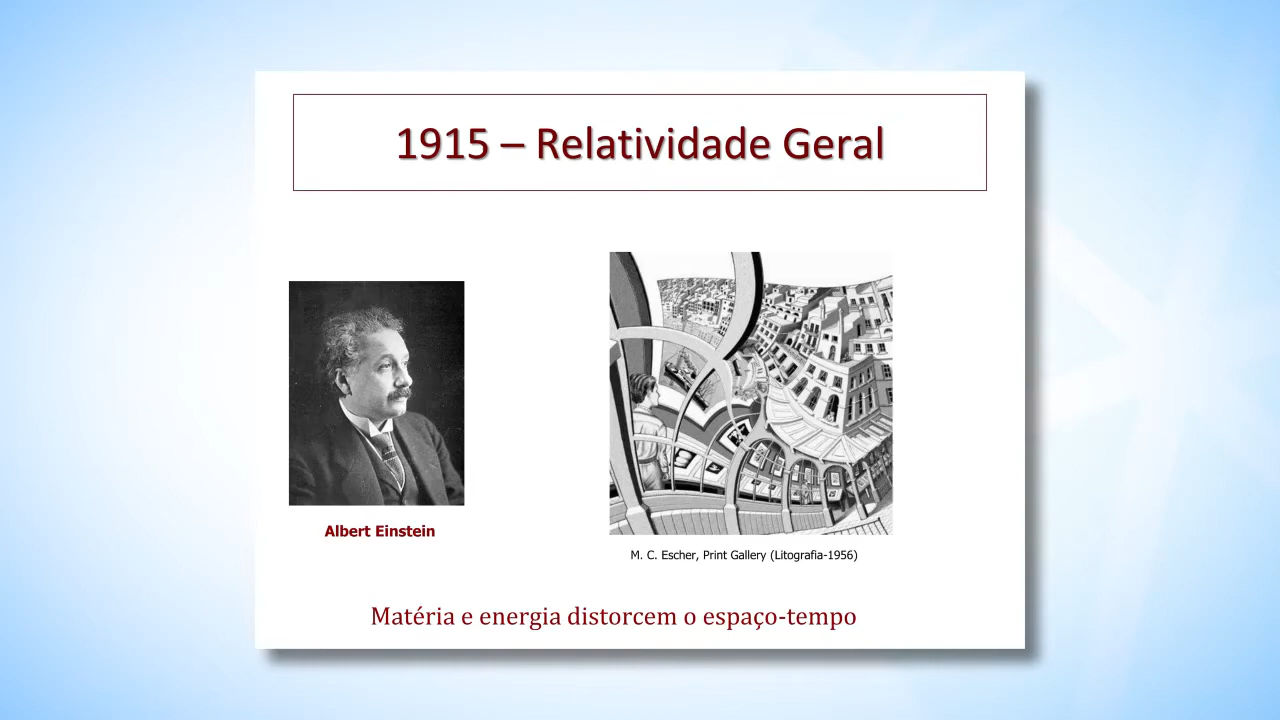 1915 – Relatividade Geral
Albert Einstein
M. C. Escher, Print Gallery (Litografia-1956)
Matéria e energia distorcem o espaço-tempo